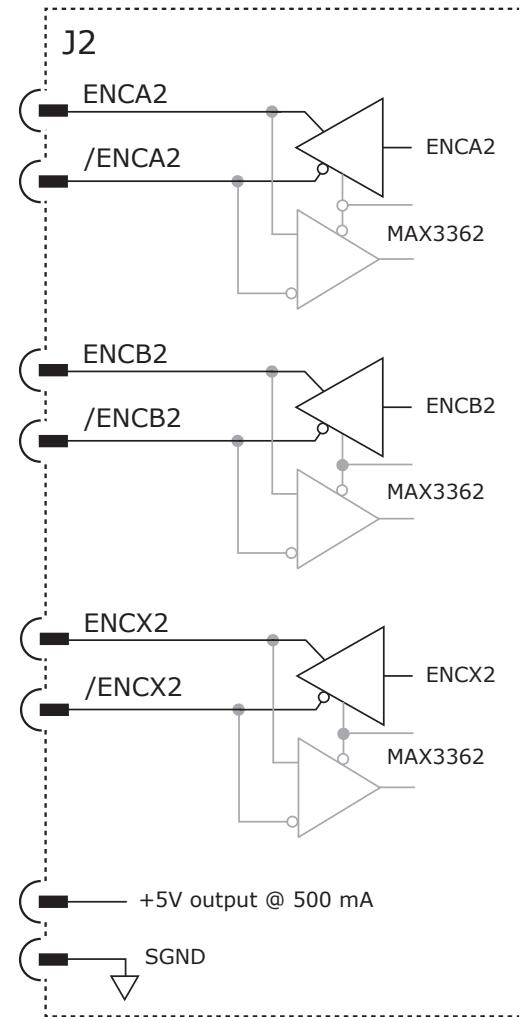 J2
ENCA2
/ENCA2
ENCA2
MAX3362
ENCB2
/ENCB2
ENCB2
MAX3362
ENCX2
/ENCX2
ENCX2
MAX3362
+5V output @ 500 mA
SGND